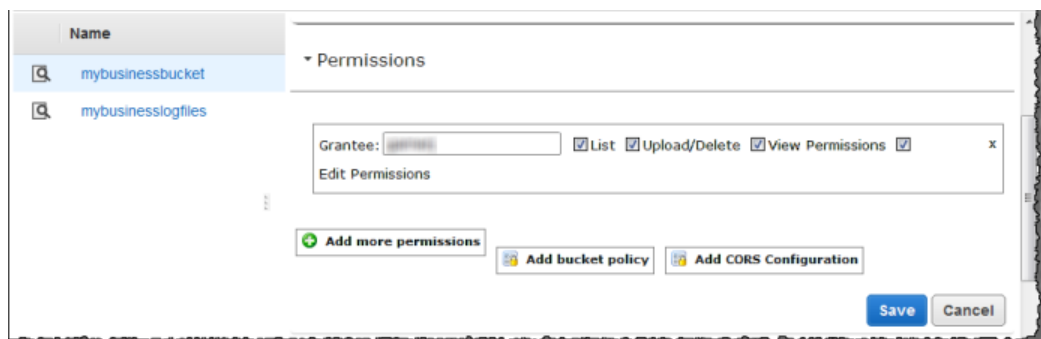 Name
mybusinessbucket
mybusinesslogfiles
Permissions
Grantee: List Upload/Delete View Permissions x
Edit Permissions
Add more permissions
Add bucket policy Add CORS Configuration
Save Cancel